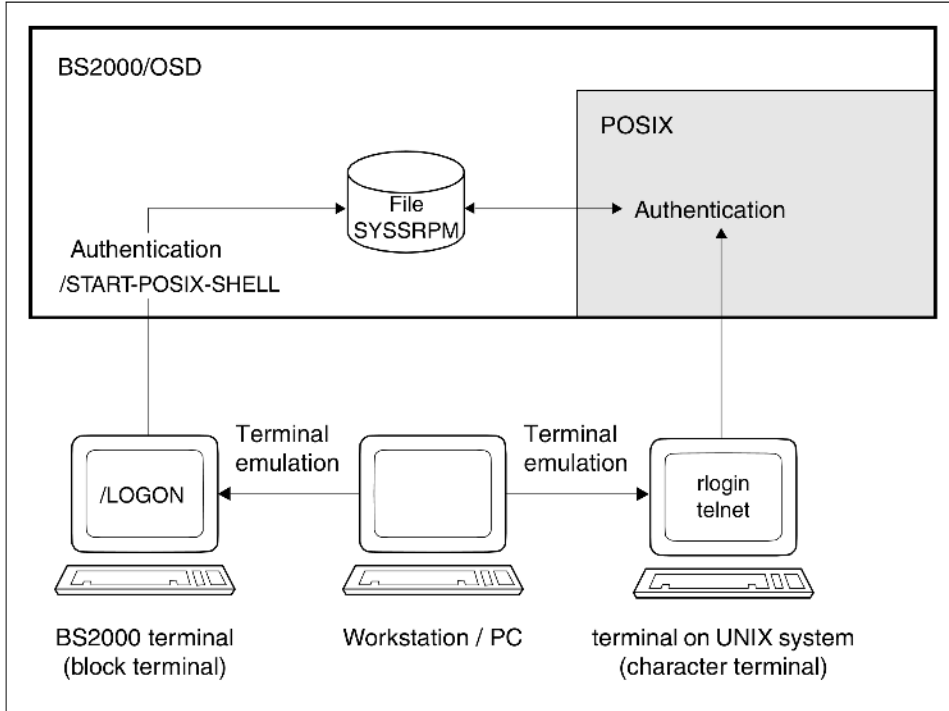 BS2000/OSD
POSIX
File
SYSSRPM
Authentication
Authentication
/START-POSIX-SHELL
Terminal
emulation
Terminal
emulation
/LOGON
rlogin
telnet
BS2000 terminal
(block terminal)
Workstation / PC
terminal on UNIX system
(character terminal)